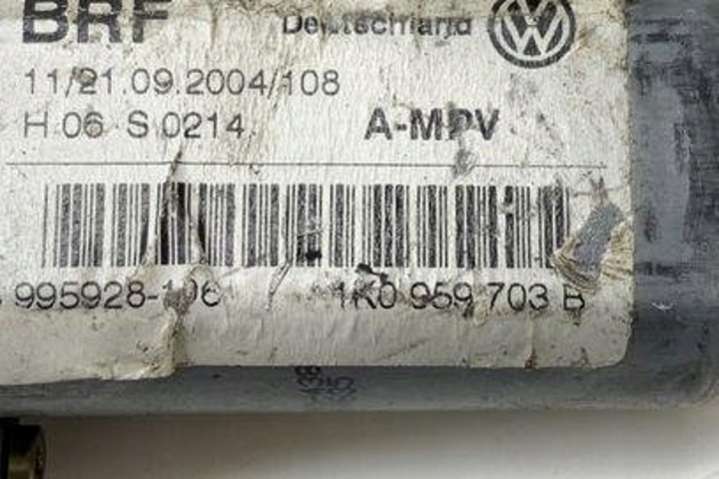 BRF Deutschland
11/21.09.2004/108
H 06 S 0214 A-MPV
995928-106 1K0 959 703 B